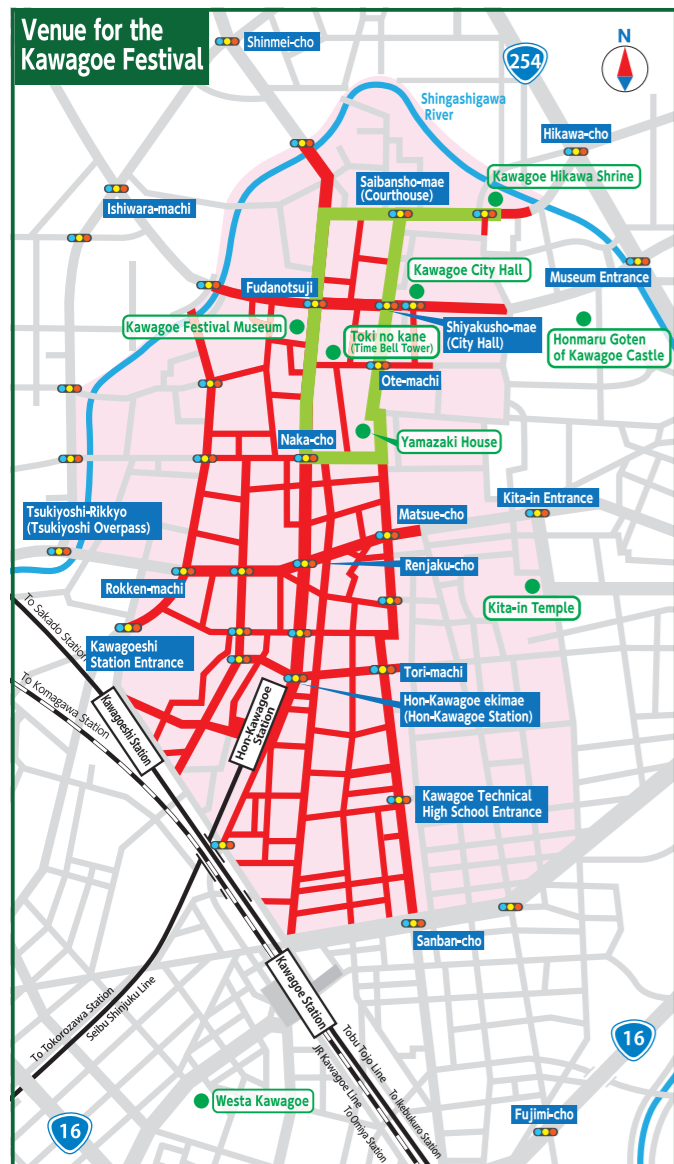 Venue for the
Kawagoe Festival
Shinmei-cho
254
N
Shingashigawa
River
Hikawa-cho
Kawagoe Hikawa Shrine
Saibansho-mae
(Courthouse)
Ishiwara-machi
Museum Entrance
Kawagoe City Hall
Fudanotsuji
Kawagoe Festival Museum
Shiyakusho-mae
(City Hall)
Honmaru Goten
of Kawagoe Castle
Toki no kane
(Time Bell Tower)
Ote-machi
Naka-cho
Yamazaki House
Kita-in Entrance
Tsukiyoshi-Rikkyo
(Tsukiyoshi Overpass)
Matsue-cho
Renjaku-cho
Rokken-machi
Kita-in Temple
To Sakado Station
Kawagoeshi
Station Entrance
To Komagawa Station
Kawagoeshi Station
Hon-Kawagoe
Station
Tori-machi
Hon-Kawagoe ekimae
(Hon-Kawagoe Station)
Kawagoe Technical
High School Entrance
Sanban-cho
Kawagoe Station
To Tokorozawa Station
Seibu Shinjuku Line
Tobu Tojo Line
To Ikebukuro Station
JR Kawagoe Line
To Omiya Station
16
Westa Kawagoe
16
Fujimi-cho